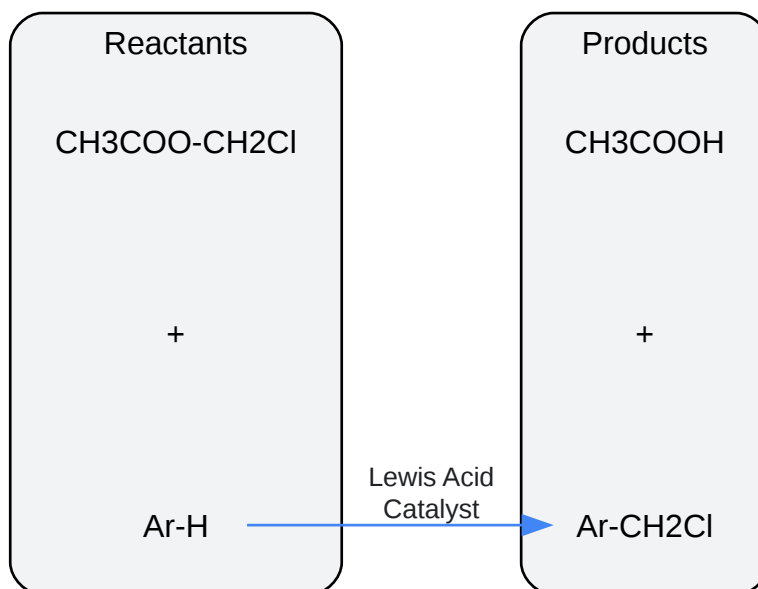 Reactants
CH3COO-CH2Cl
+
Ar-H
Lewis Acid
Catalyst
Products
CH3COOH
+
Ar-CH2Cl